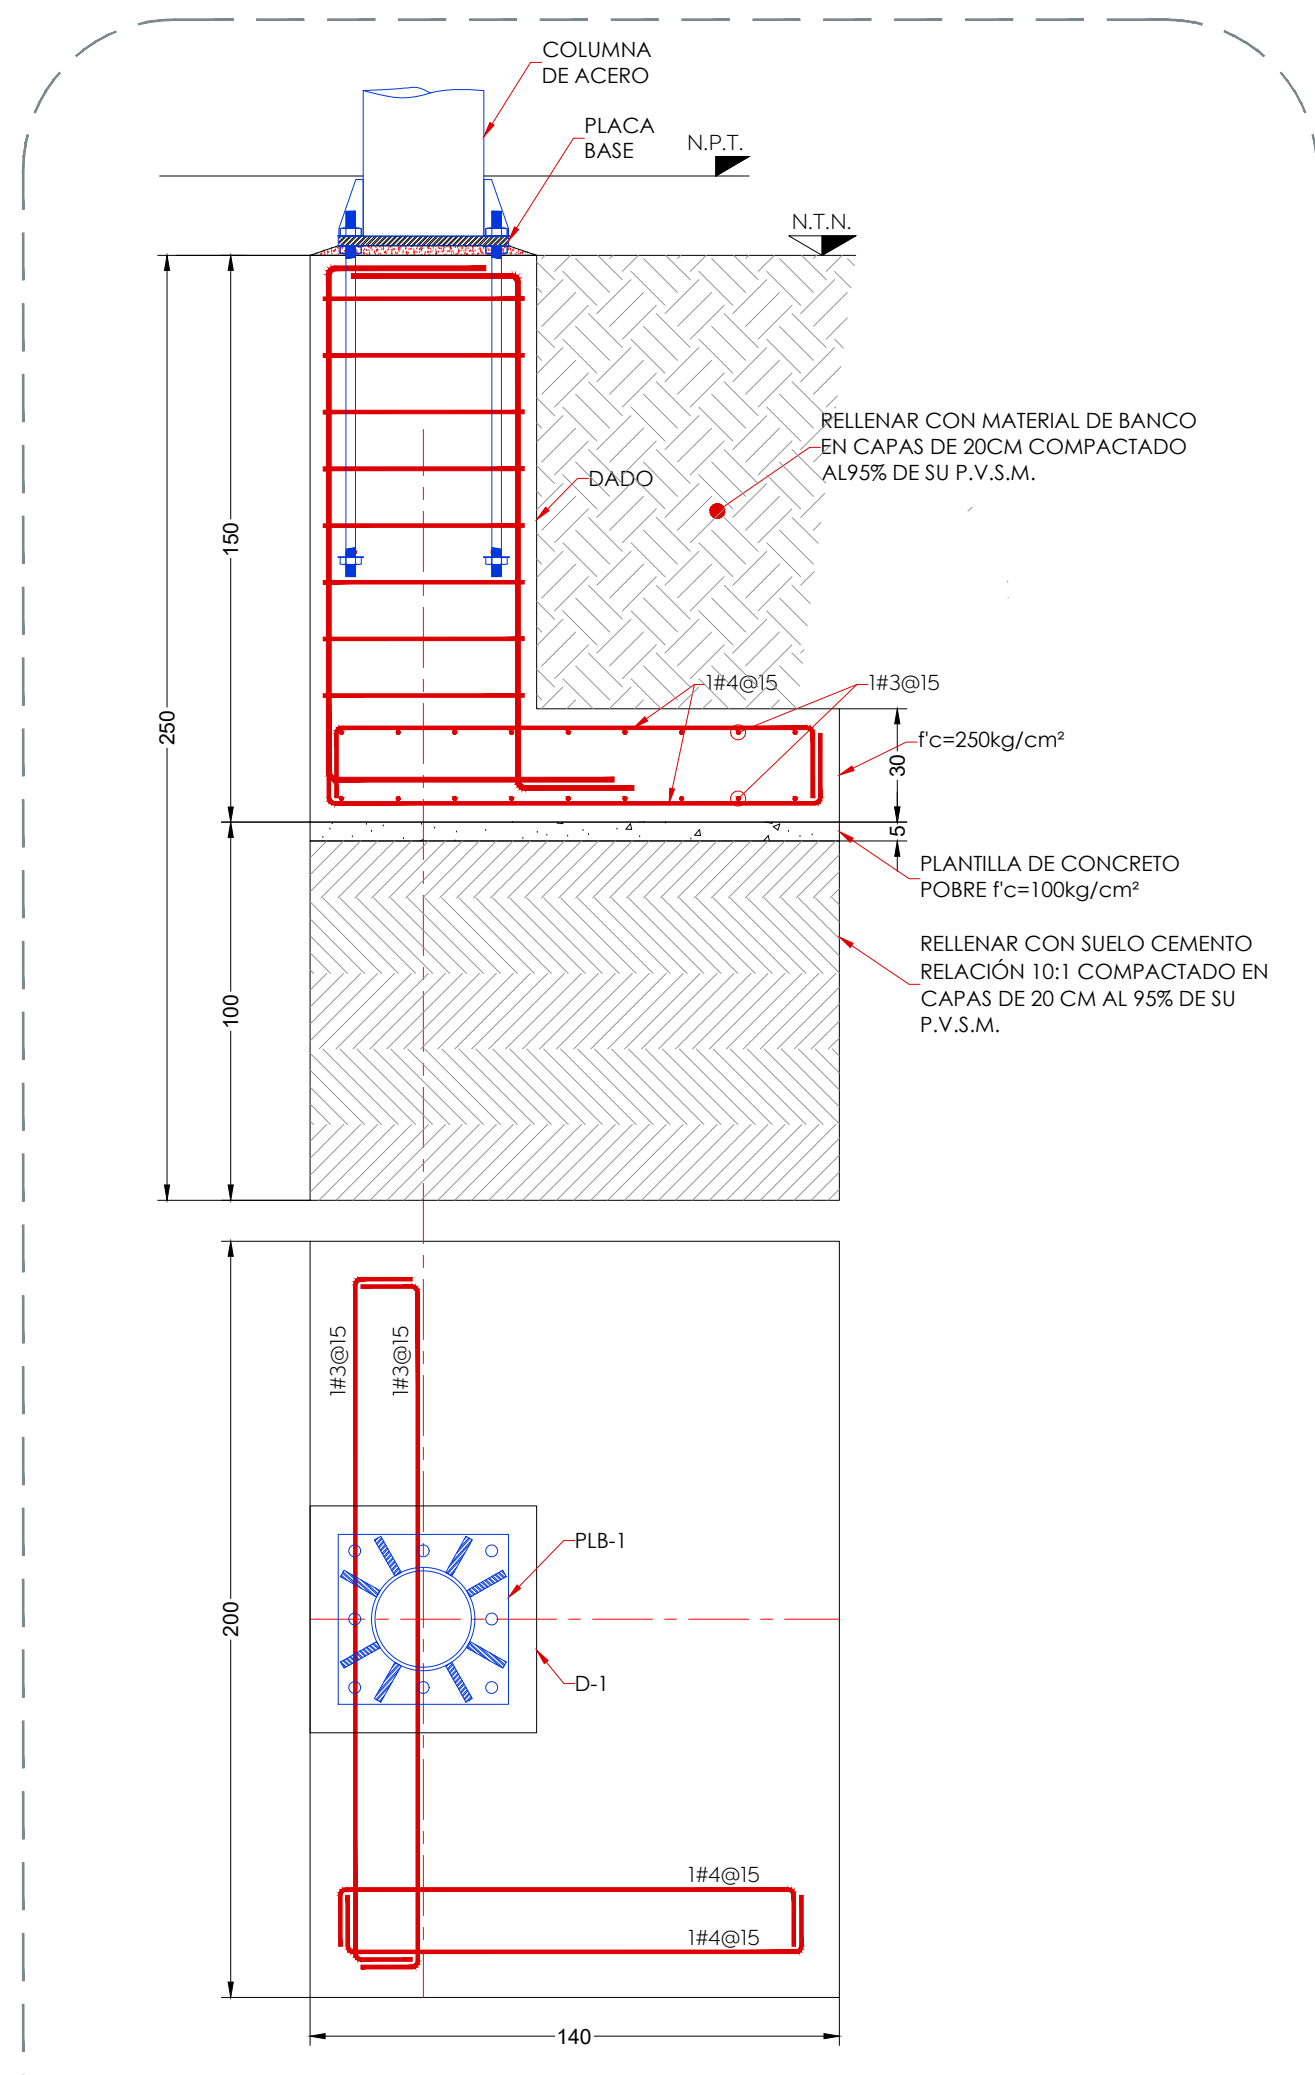 COLUMNA
DE ACERO
PLACA
BASE
N.P.T.
N.T.N.
RELLENAR CON MATERIAL DE BANCO
EN CAPAS DE 20CM COMPACTADO
AL95% DE SU P.V.S.M.
DADO
150
1#4@15
1#3@15
250
f'c=250kg/cm²
30
5
PLANTILLA DE CONCRETO
POBRE f'c=100kg/cm²
RELLENAR CON SUELO CEMENTO
RELACIÓN 10:1 COMPACTADO EN
CAPAS DE 20 CM AL 95% DE SU
P.V.S.M.
100
1#3@15
1#3@15
PLB-1
200
D-1
1#4@15
1#4@15
140